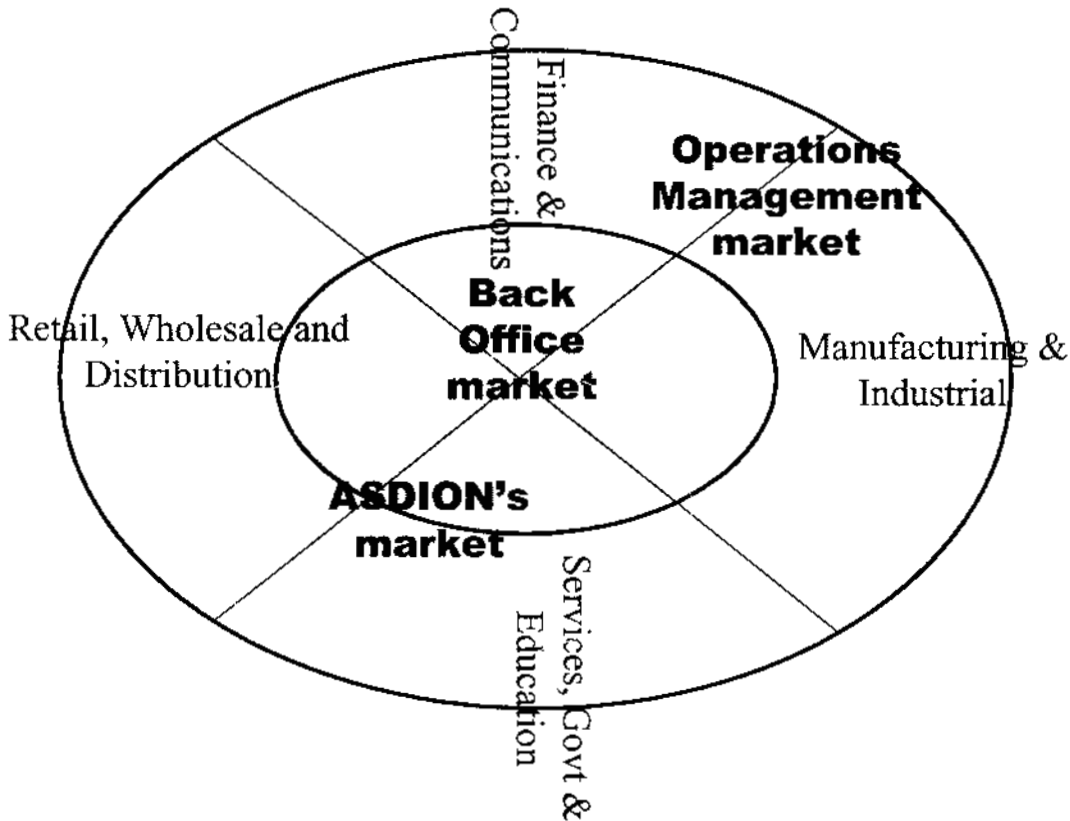 Finance &
Communications
Operations
Management
market
Back
Office
market
Retail, Wholesale and
Distribution
Manufacturing &
Industrial
ASDION's
market
Services, Govt &
Education